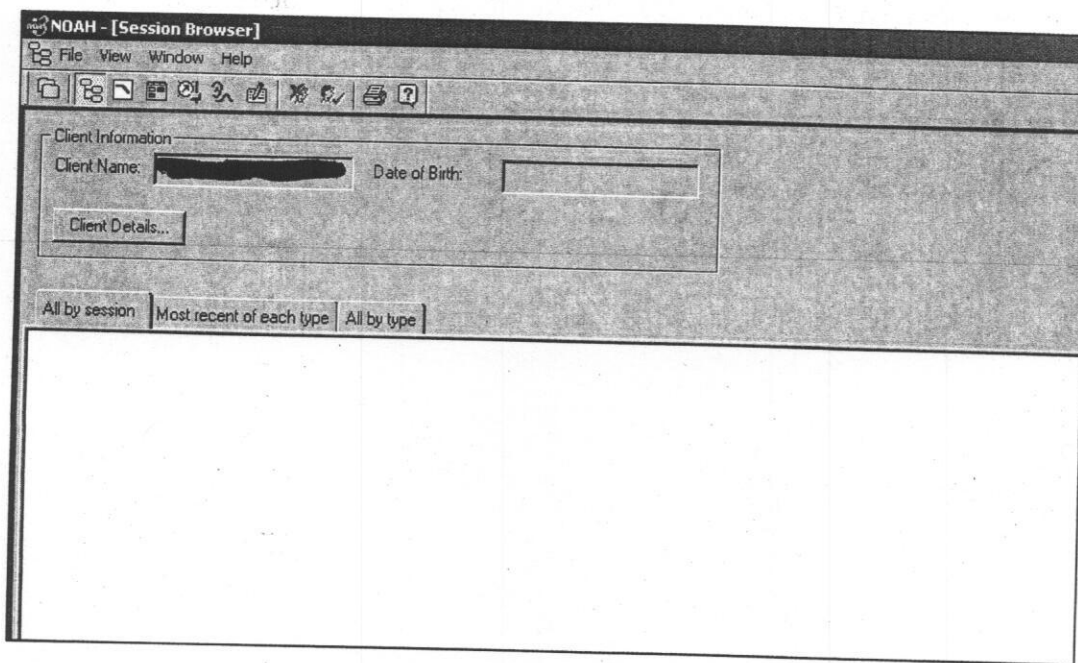 NOAH - [Session Browser]
File View Window Help
Client Information
Client Name: Date of Birth:
Client Details...
All by session Most recent of each type All by type